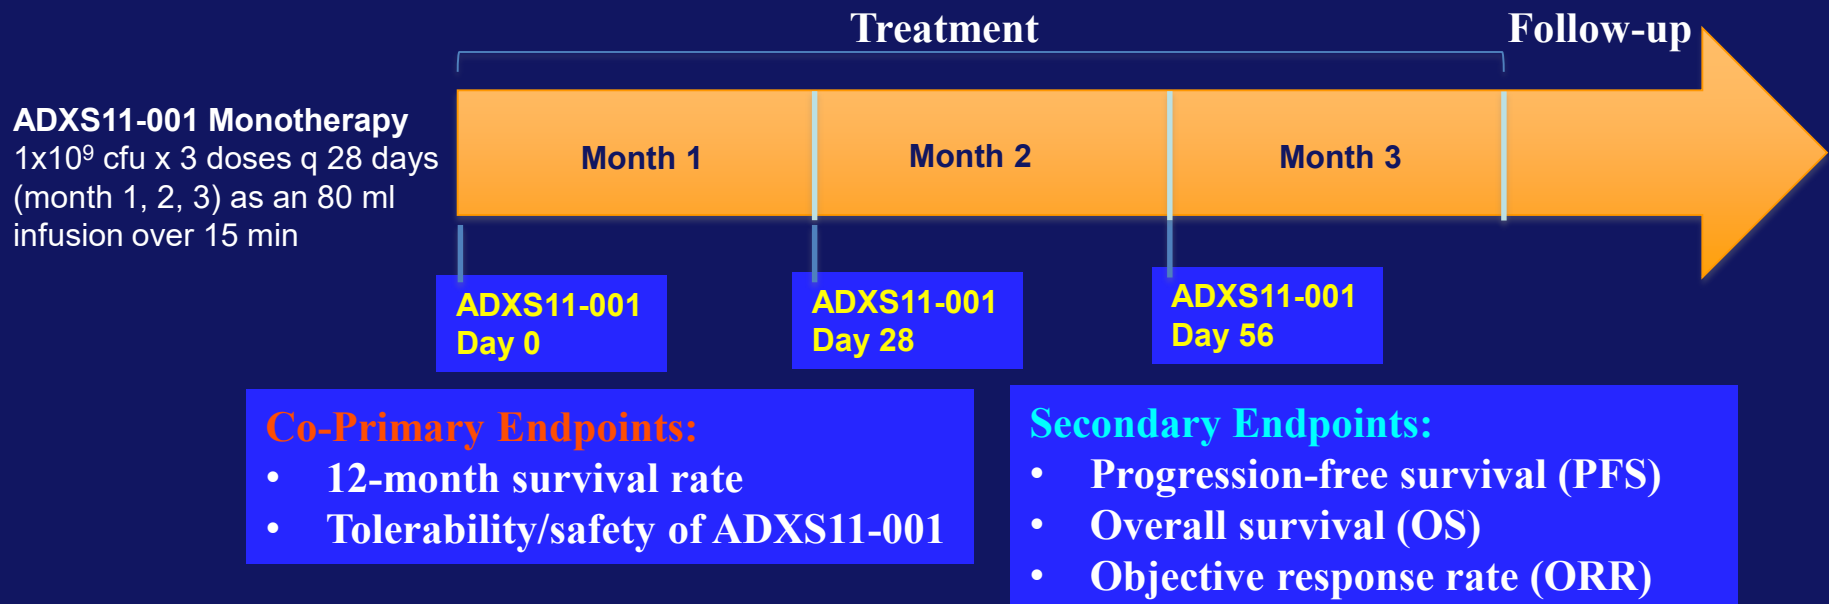 Treatment
Follow-up
ADXS11-001 Monotherapy
1x10⁹ cfu x 3 doses q 28 days
(month 1, 2, 3) as an 80 ml
infusion over 15 min
Month 1
Month 2
Month 3
ADXS11-001
Day 0
ADXS11-001
Day 28
ADXS11-001
Day 56
Co-Primary Endpoints:
• 12-month survival rate
• Tolerability/safety of ADXS11-001
Secondary Endpoints:
• Progression-free survival (PFS)
• Overall survival (OS)
• Objective response rate (ORR)